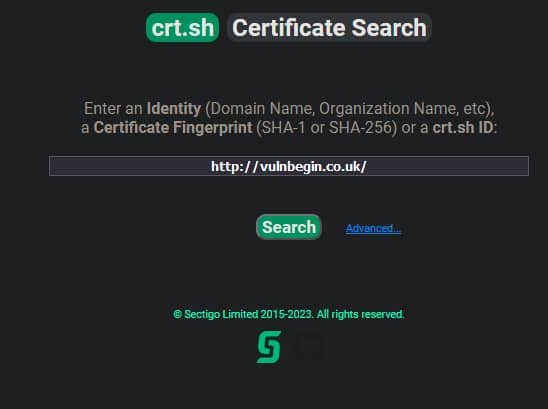 crt.sh Certificate Search
Enter an Identity (Domain Name, Organization Name, etc),
a Certificate Fingerprint (SHA-1 or SHA-256) or a crt.sh ID:
http://vulnbegin.co.uk/
Search Advanced...
© Sectigo Limited 2015-2023. All rights reserved.